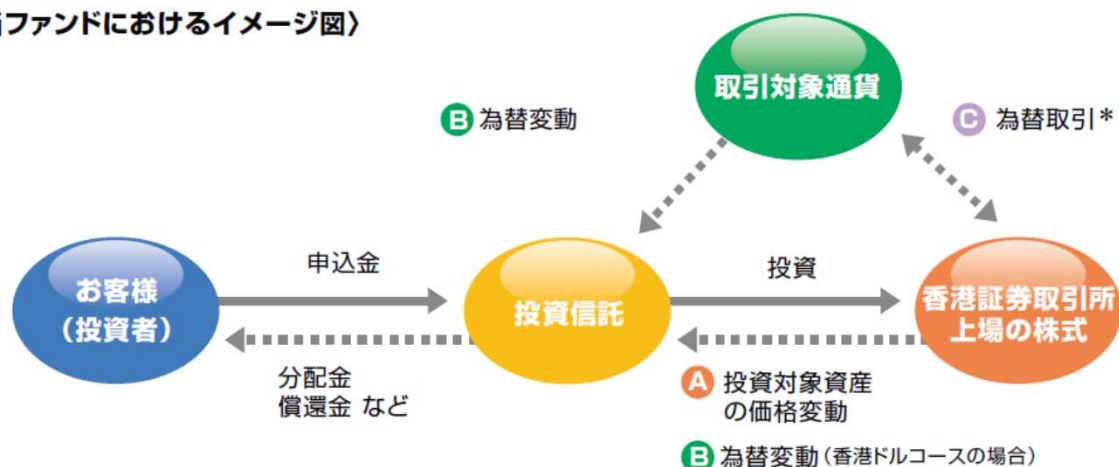 ファンドにおけるイメージ図〉
取引対象通貨
B 為替変動
C 為替取引*
お客様
(投資者)
申込金
投資信託
投資
香港証券取引所
上場の株式
分配金
償還金 など
A 投資対象資産
の価格変動
B 為替変動(香港ドルコースの場合)